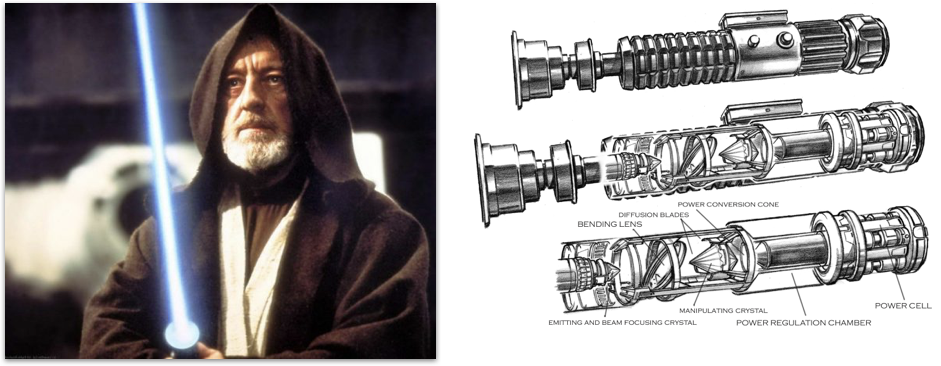 POWER CONVERSION CONE
DIFFUSION BLADES
BENDING LENS
MANIPULATING CRYSTAL
EMITTING AND BEAM FOCUSING CRYSTAL
POWER REGULATION CHAMBER
POWER CELL